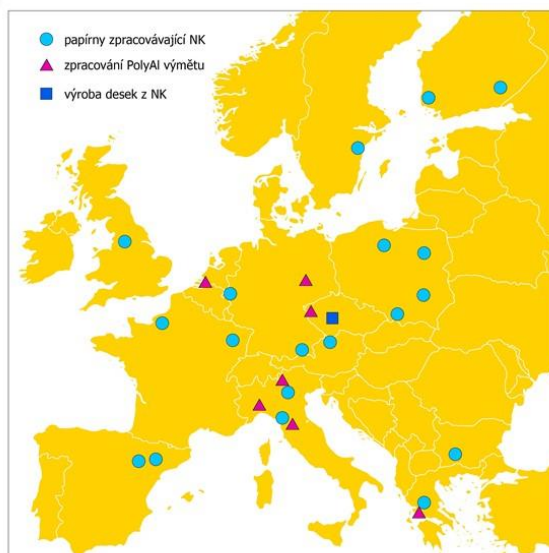 papírny zpracovávající NK
zpracování PolyAl výmětu
výroba desek z NK